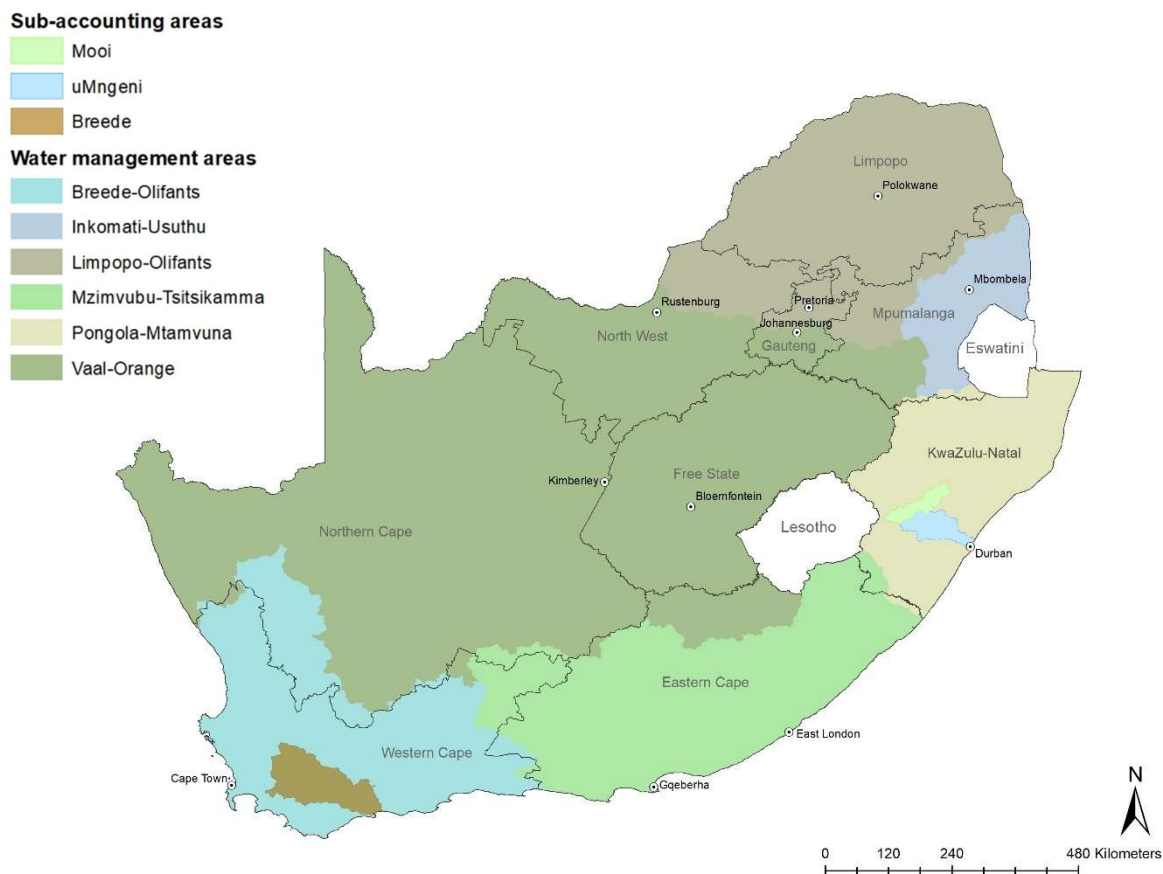 Sub-accounting areas
Mooi
uMngeni
Breede
Water management areas
Breede-Olifants
Inkomati-Usuthu
Limpopo-Olifants
Mzimvubu-Tsitsikamma
Pongola-Mtamvuna
Vaal-Orange
Limpopo
Polokwane
Mbombela
Rustenburg
Pretoria
Mpumalanga
Johannesburg
North West
Gauteng
Eswatini
KwaZulu-Natal
Free State
Kimberley
Bloemfontein
Northern Cape
Lesotho
Durban
Eastern Cape
East London
Western Cape
Cape Town
Gqeberha
N
0 120 240 480 Kilometers